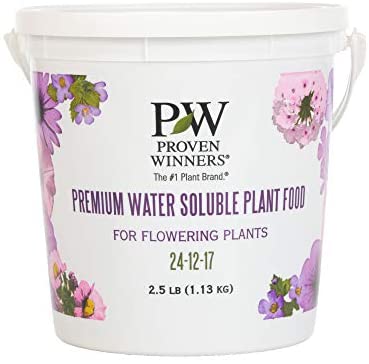 PW
PROVEN
WINNERS®
The #1 Plant Brand.®
PREMIUM WATER SOLUBLE PLANT FOOD
FOR FLOWERING PLANTS
24-12-17
2.5 LB (1.13 KG)